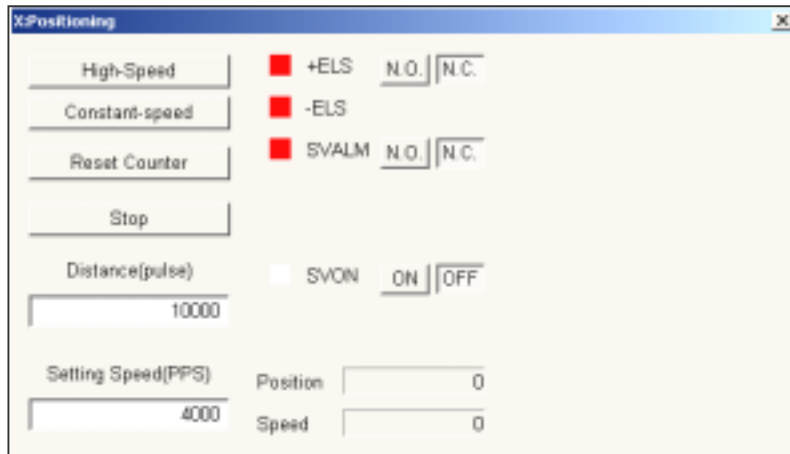 X:Positioning
High-Speed
+ELS N.O. N.C.
Constant-speed
-ELS
SVALM N.O. N.C.
Reset Counter
Stop
Distance(pulse)
SVON ON OFF
10000
Setting Speed(PPS)
Position 0
4000
Speed 0